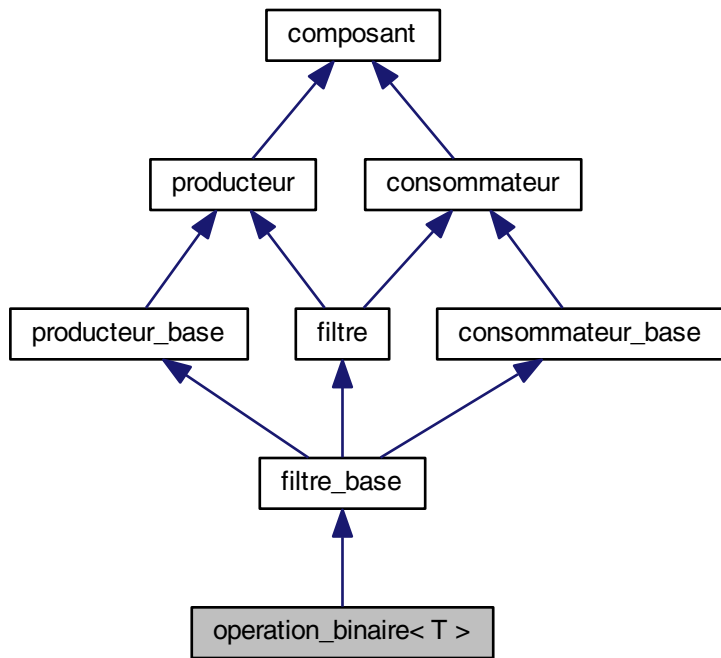 composant
producteur
consommateur
producteur_base
filtre
consommateur_base
filtre_base
operation_binaire< T >